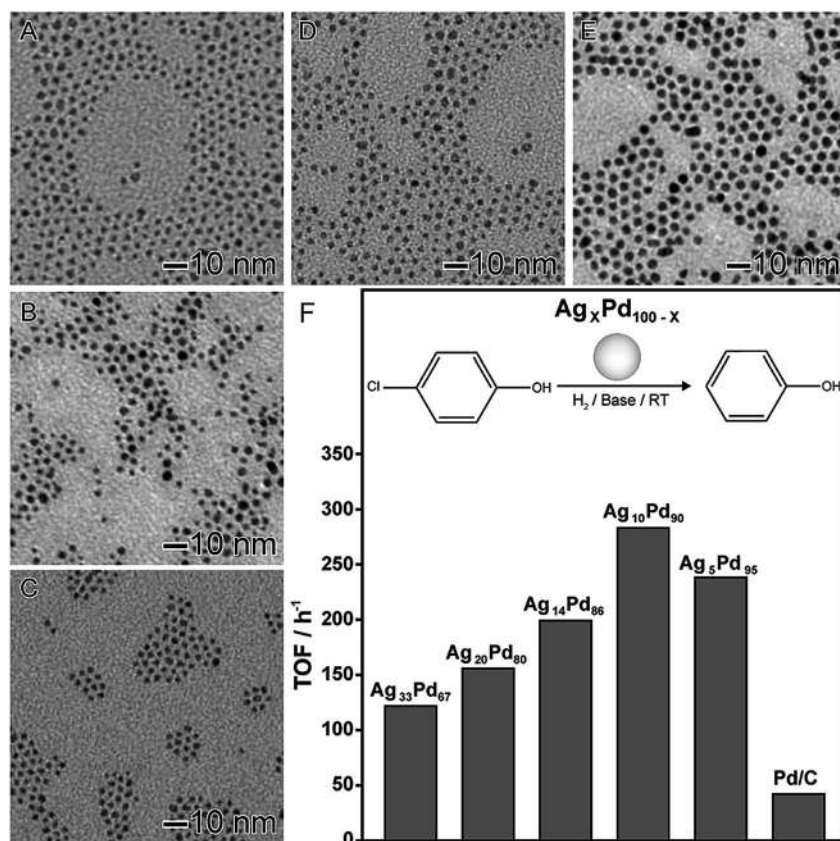 A
10 nm
D
10 nm
E
10 nm
B
10 nm
C
10 nm
F
AgXPd100 - X
Cl
OH
H2 / Base / RT
OH
TOF / h-1
350
300
250
200
150
100
50
0
Ag33Pd67
Ag20Pd80
Ag14Pd86
Ag10Pd90
Ag5Pd95
Pd/C